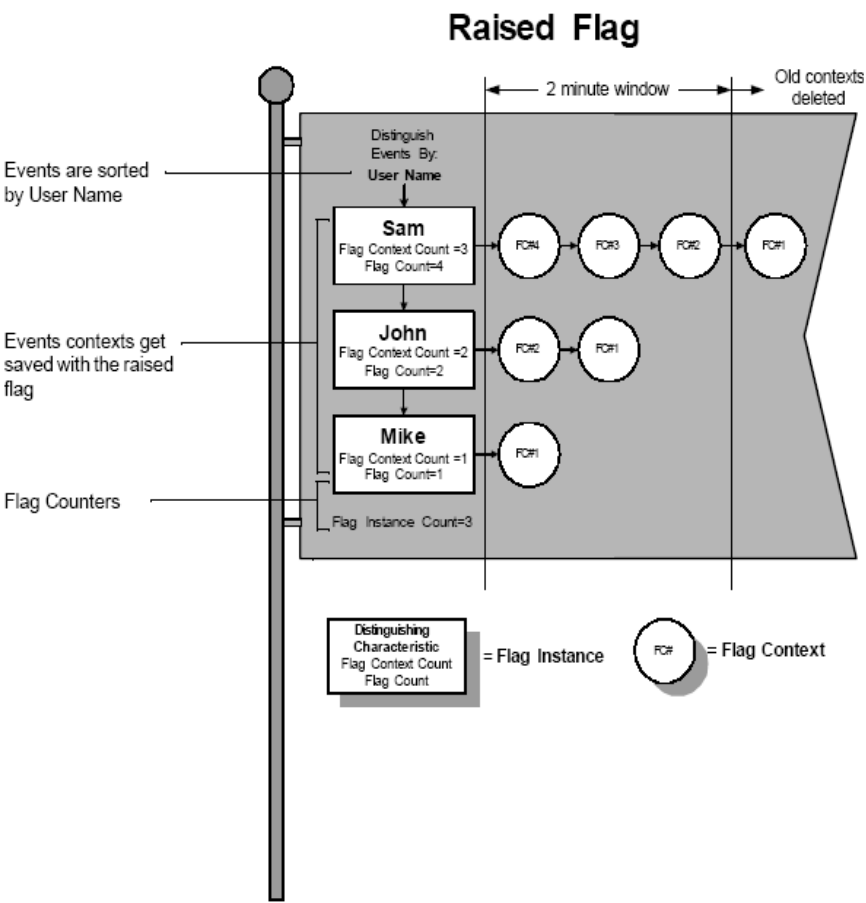 Raised Flag
2 minute window
Old contexts
deleted
Distinguish
Events By:
User Name
Events are sorted
by User Name
Sam
Flag Context Count =3
Flag Count=4
FC#4
FC#3
FC#2
FC#1
John
Flag Context Count =2
Flag Count=2
FC#2
FC#1
Events contexts get
saved with the raised
flag
Mike
Flag Context Count =1
Flag Count=1
FC#1
Flag Counters
Flag Instance Count=3
Distinguishing
Characteristic
Flag Context Count
Flag Count
= Flag Instance
FC#
= Flag Context